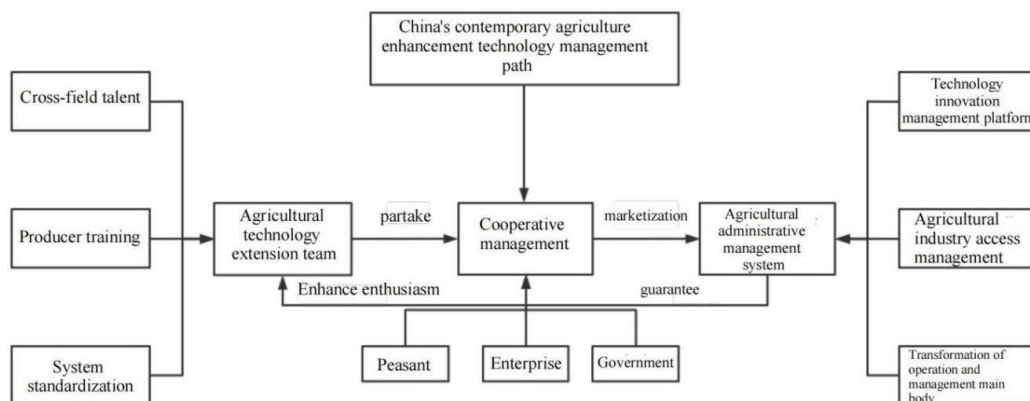 China's contemporary agriculture
enhancement technology management
path
Cross-field talent
Technology
innovation
management platform
Producer training
Agricultural
technology
extension team
partake
Cooperative
management
marketization
Agricultural
administrative
management
system
Agricultural
industry access
management
Enhance enthusiasm
guarantee
Peasant
Enterprise
Government
System
standardization
Transformation of
operation and
management main
body